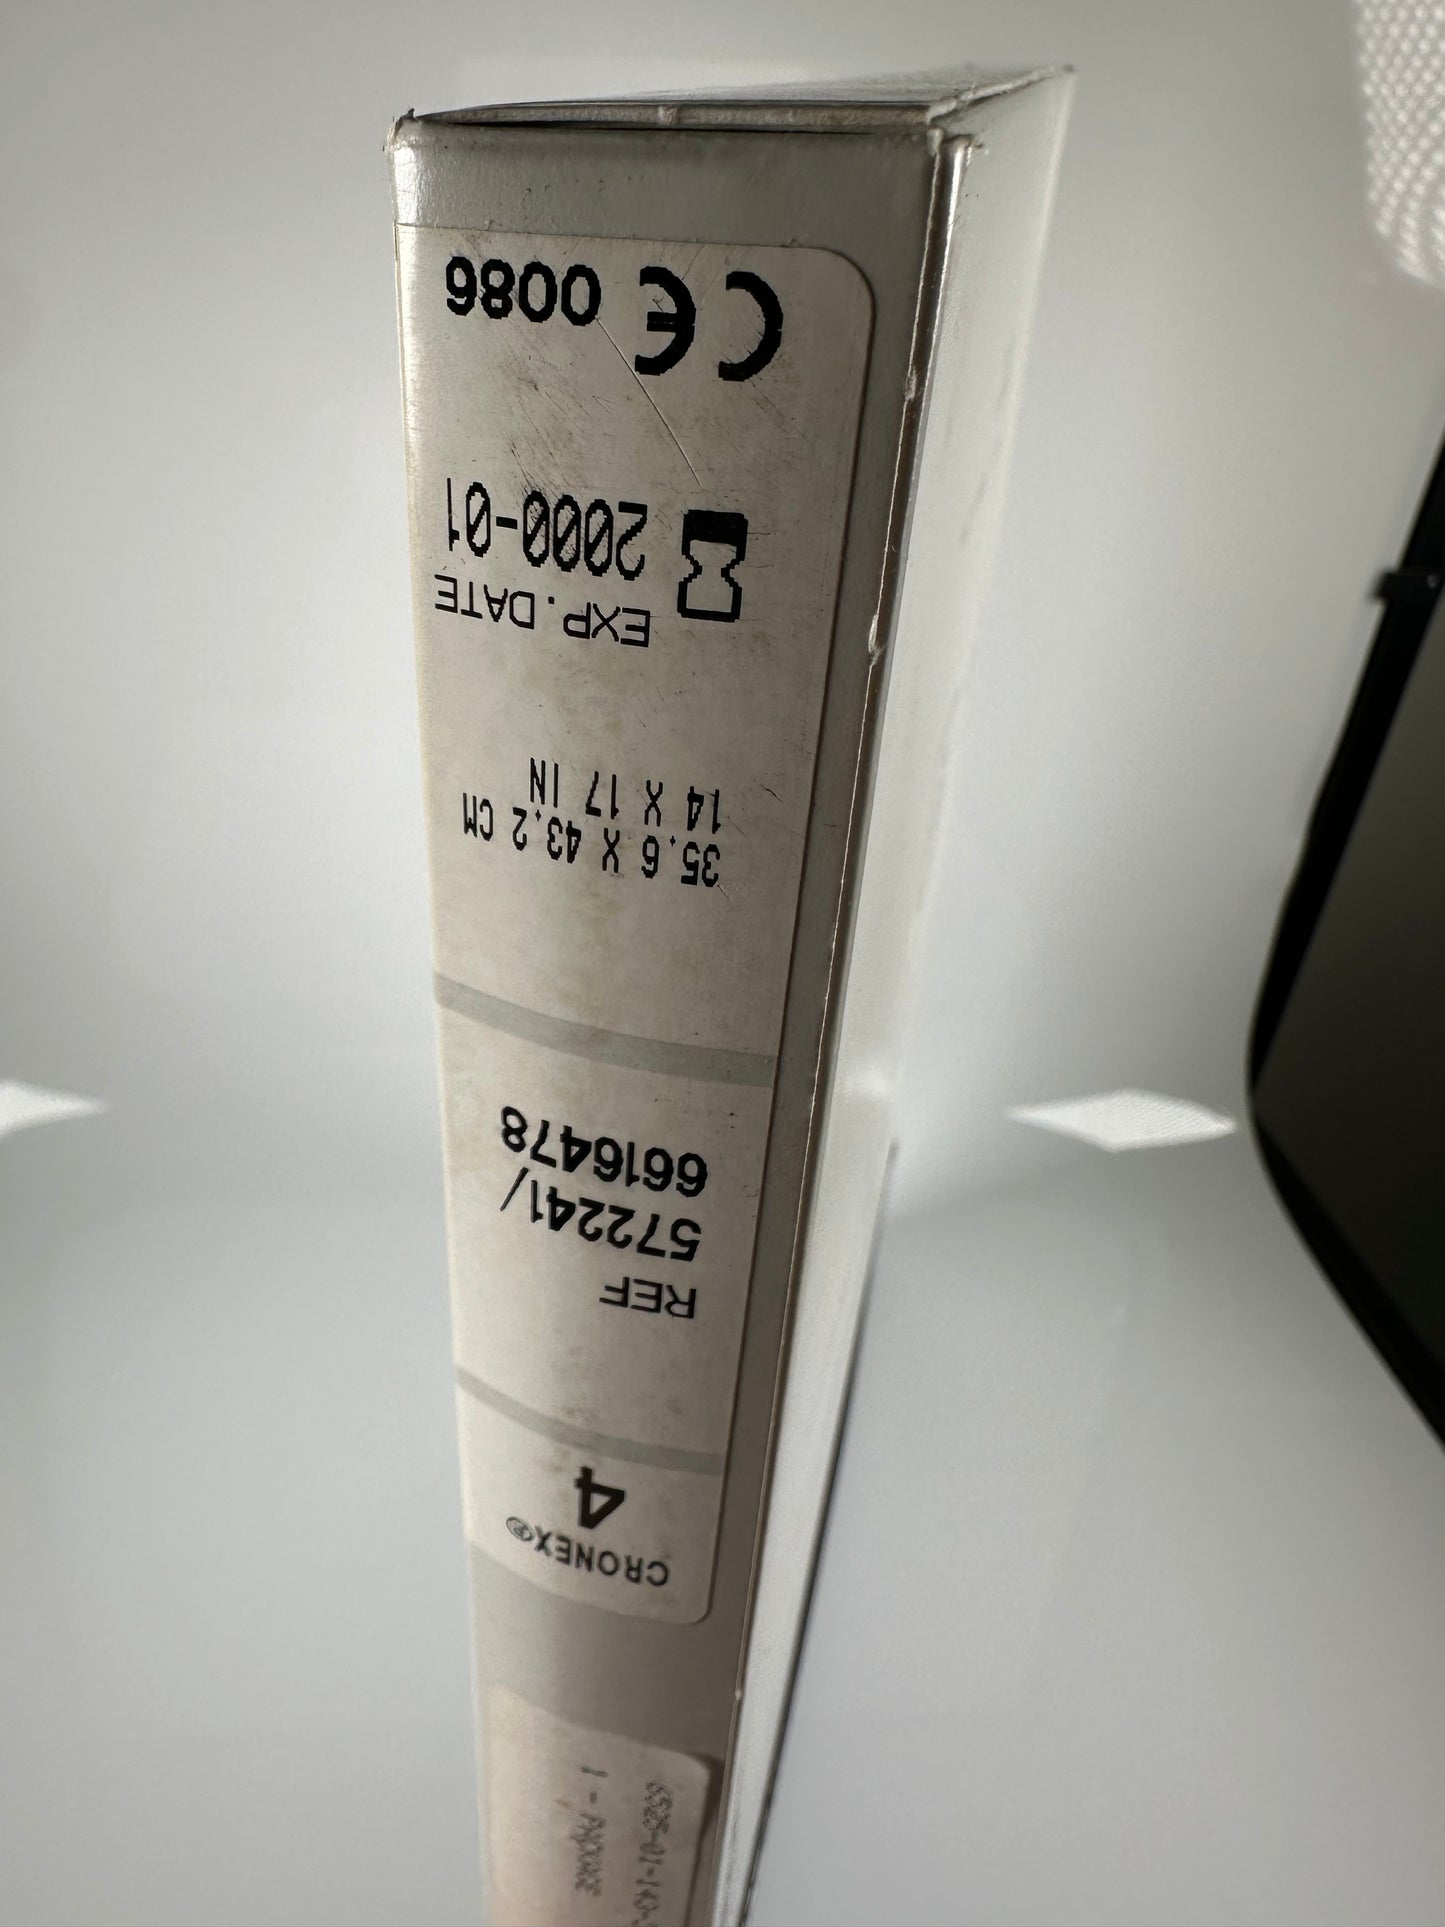 CRONEX®
4
REF
572241/
6616478
35.6 X 43.2 CM
14 X 17 IN
EXP. DATE
2000-01
CE 0086
1 =